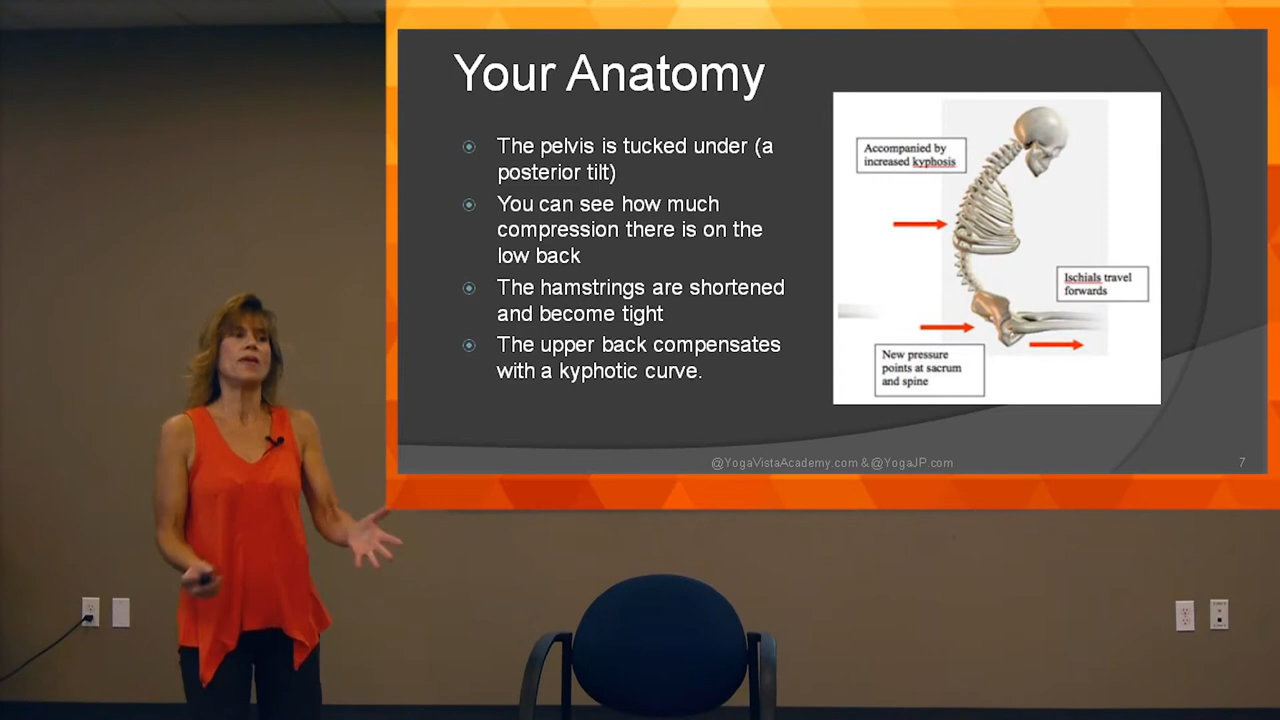 Your Anatomy
The pelvis is tucked under (a
posterior tilt)
You can see how much
compression there is on the
low back
The hamstrings are shortened
and become tight
The upper back compensates
with a kyphotic curve.
Accompanied by
increased kyphosis
Ischials travel
forwards
New pressure
points at sacrum
and spine
@YogaVistaAcademy.com &@YogaJP.com
7